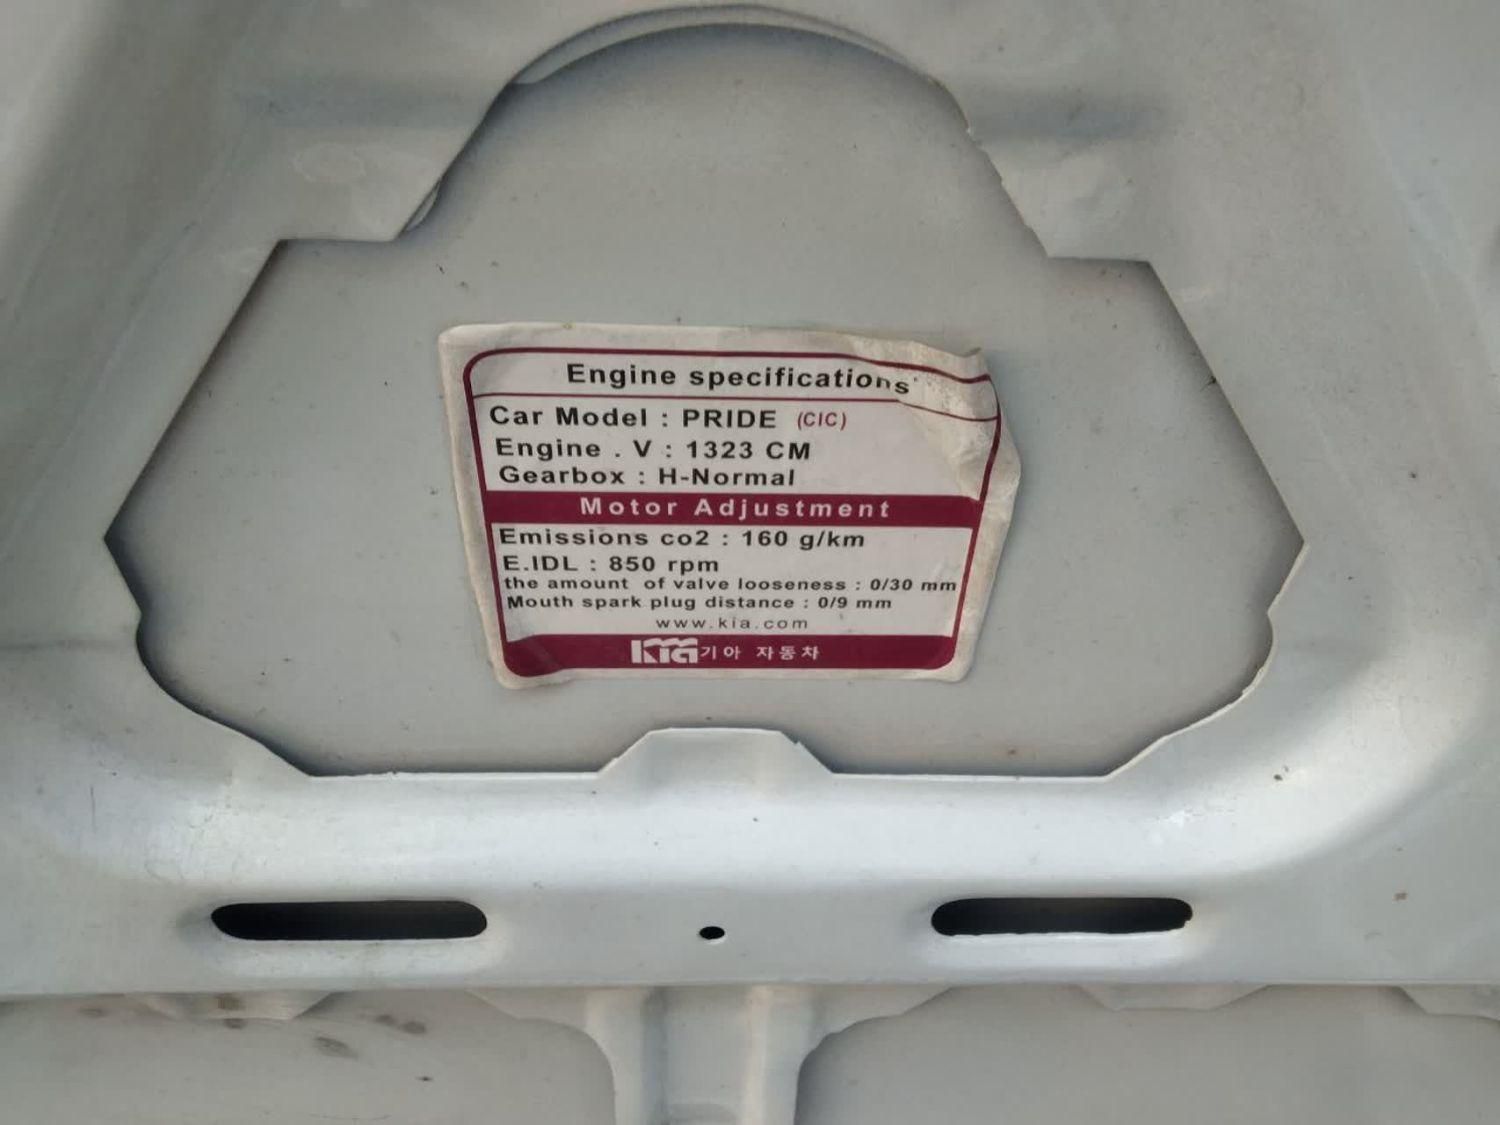 Engine specifications
Car Model : PRIDE (CIC)
Engine . V : 1323 CM
Gearbox : H-Normal
Motor Adjustment
Emissions co2 : 160 g/km
E.IDL : 850 rpm
the amount of valve looseness : 0/30 mm
Mouth spark plug distance : 0/9 mm
www.kia.com
KIA 기아 자동차